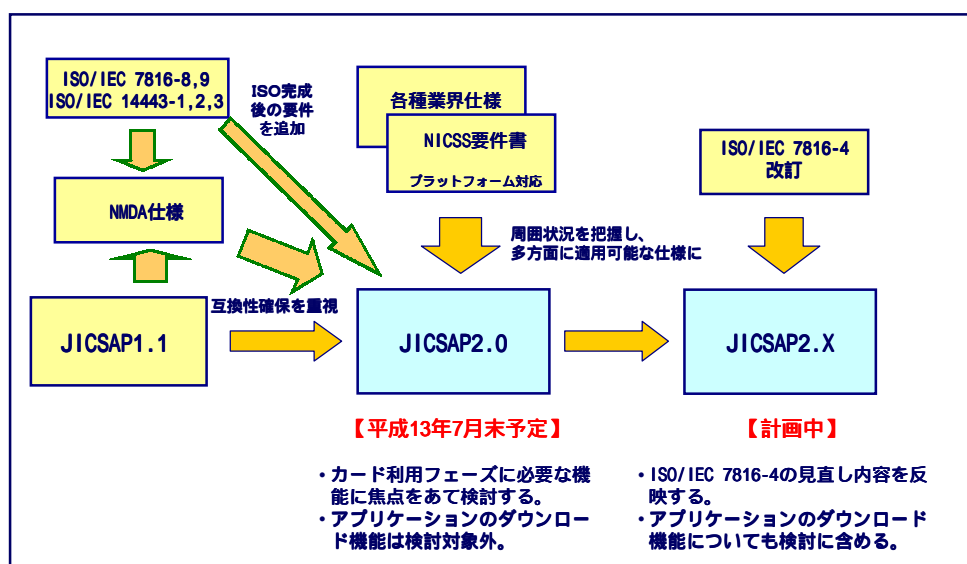 ISO/IEC 7816-8,9
ISO/IEC 14443-1,2,3
ISO完成
後の要件
を追加
各種業界仕様
NICSS要件書
プラットフォーム対応
ISO/IEC 7816-4
改訂
NMDA仕様
周囲状況を把握し、
多方面に適用可能な仕様に
互換性確保を重視
JICSAP1.1
JICSAP2.0
JICSAP2.X
【平成13年7月末予定】
【計画中】
・カード利用フェーズに必要な機
能に焦点をあて検討する。
・アプリケーションのダウンロー
ド機能は検討対象外。
・ISO/IEC 7816-4の見直し内容を反
映する。
・アプリケーションのダウンロード
機能についても検討に含める。